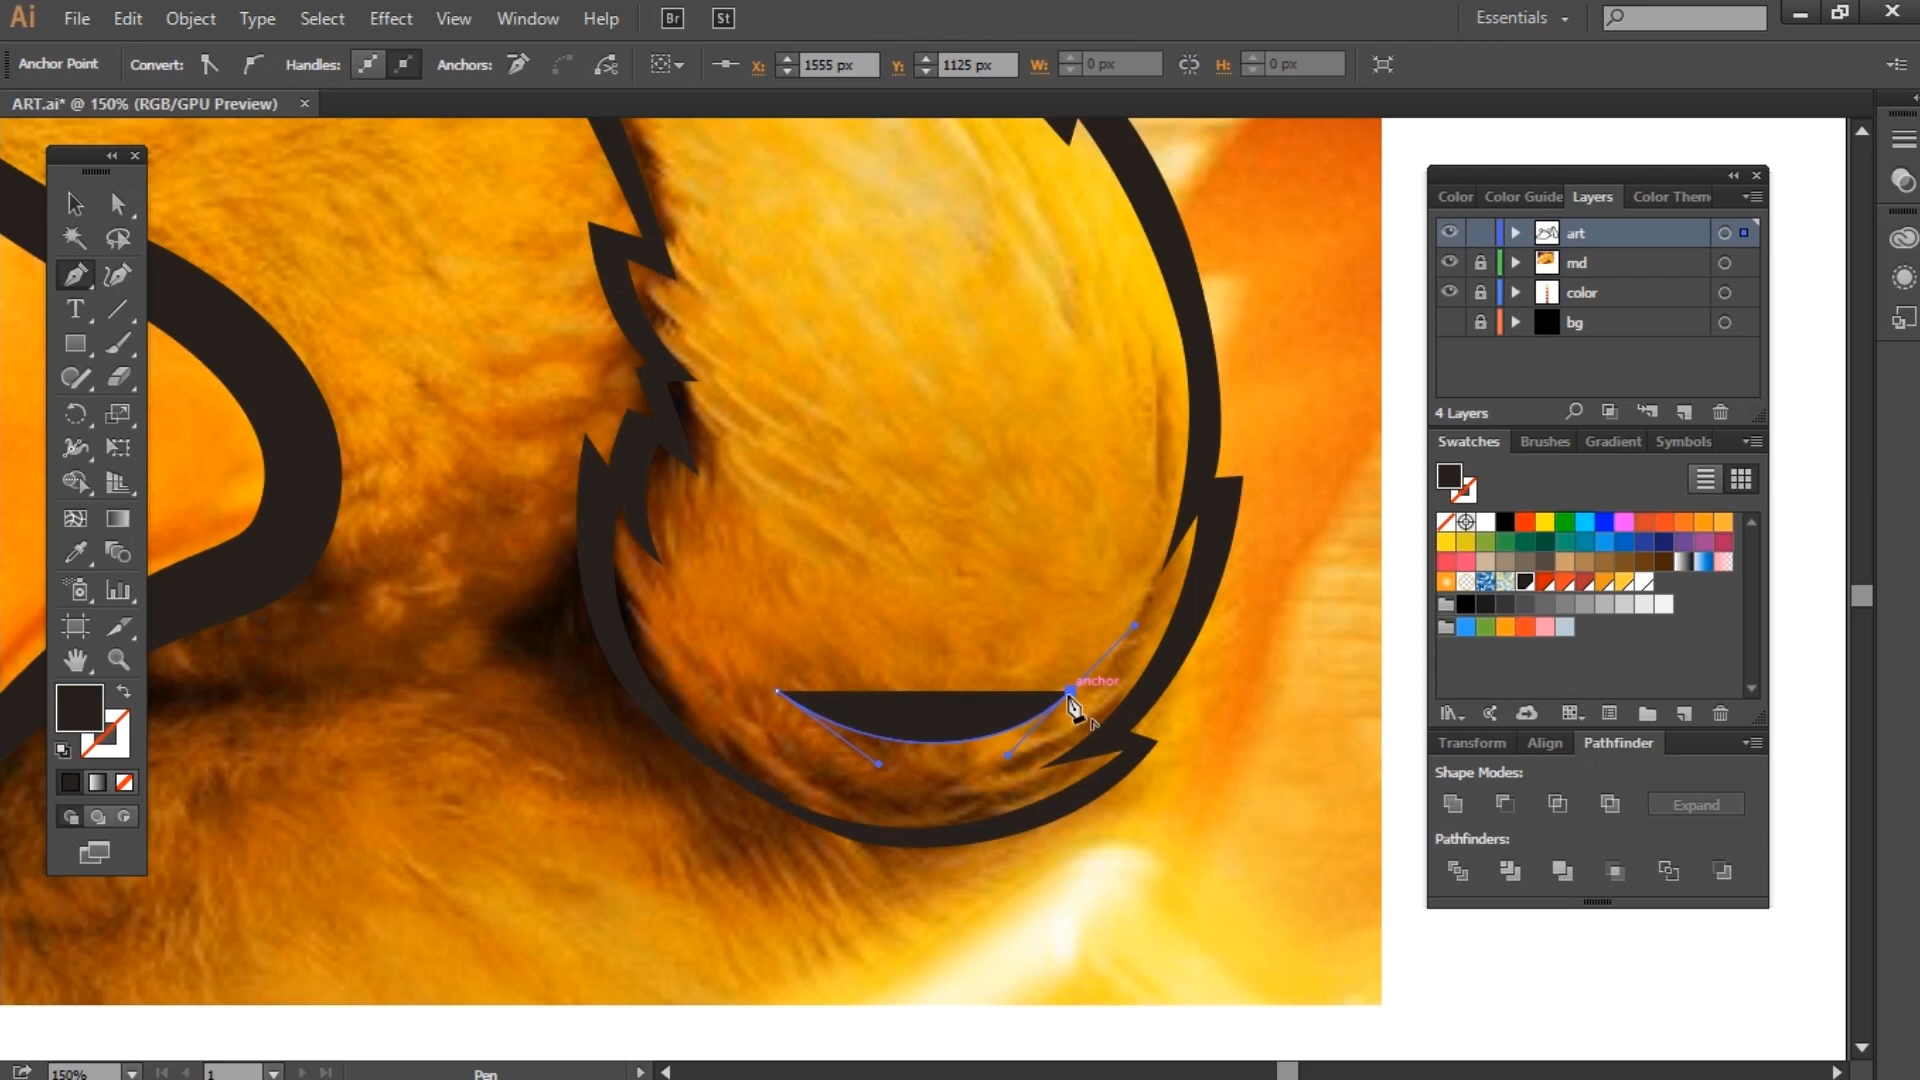 Ai File Edit Object Type Select Effect View Window Help Br St Essentials
Anchor Point Convert: Handles: Anchors: X: 1555 px Y: 1125 px W: 0 px H: 0 px
ART.ai* @ 150% (RGB/GPU Preview)
Color Color Guide Layers Color Them
art
md
color
bg
4 Layers
Swatches Brushes Gradient Symbols
T
anchor
Transform Align Pathfinder
Shape Modes:
Expand
Pathfinders:
150% 1 Pen